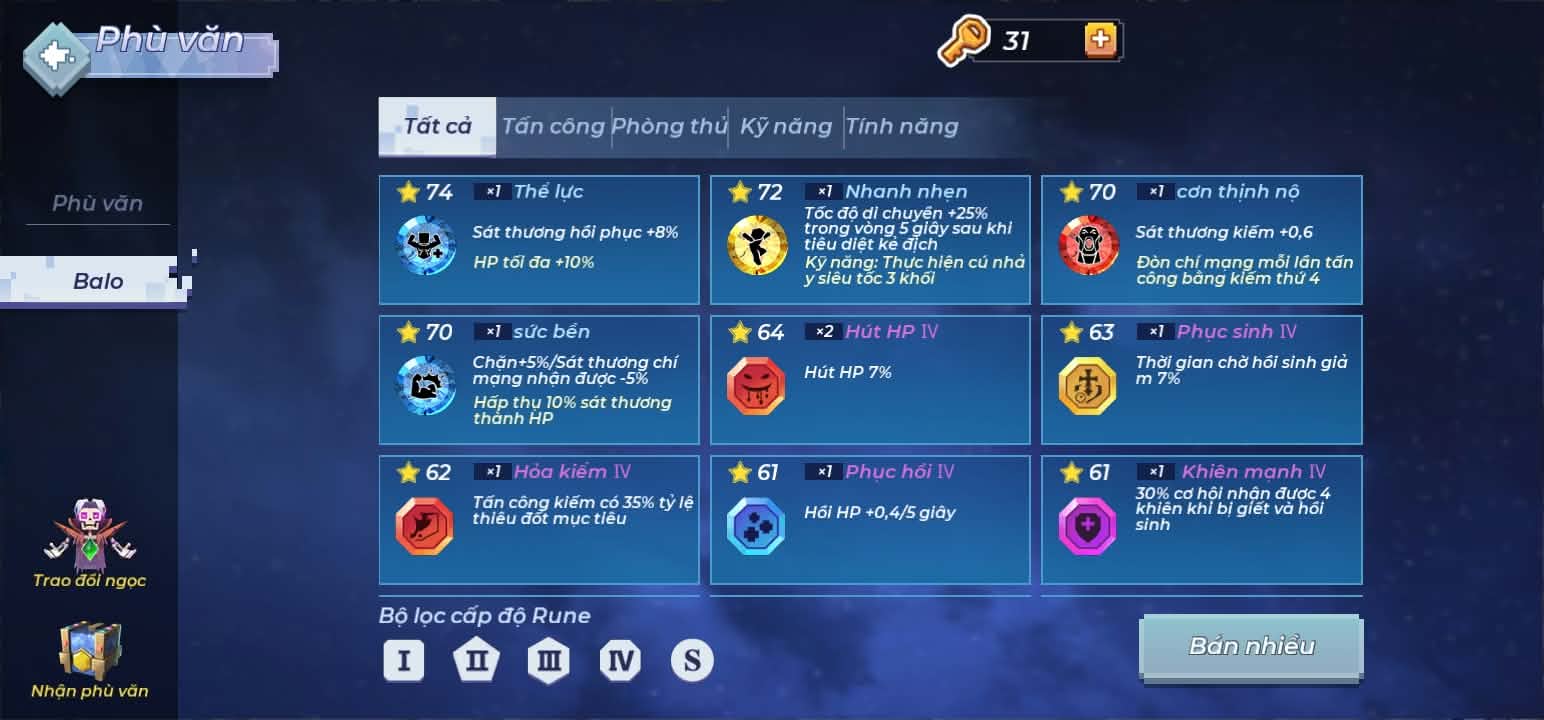 Phù văn
31
Tất cả
Tấn công
Phòng thủ
Kỹ năng
Tính năng
Phù văn
Balo
74 ×1 Thể lực
Sát thương hồi phục +8%
HP tối đa +10%
72 ×1 Nhanh nhẹn
Tốc độ di chuyển +25%
trong vòng 5 giây sau khi
tiêu diệt kẻ địch
Kỹ năng: Thực hiện cú nhả
y siêu tốc 3 khối
70 ×1 cơn thịnh nộ
Sát thương kiếm +0,6
Đòn chí mạng mỗi lần tấn
công bằng kiếm thứ 4
70 ×1 sức bền
Chặn+5%/Sát thương chí
mạng nhận được -5%
Hấp thụ 10% sát thương
thành HP
64 ×2 Hút HP IV
Hút HP 7%
63 ×1 Phục sinh IV
Thời gian chờ hồi sinh giả
m 7%
62 ×1 Hỏa kiếm IV
Tấn công kiếm có 35% tỷ lệ
thiêu đốt mục tiêu
61 ×1 Phục hồi IV
Hồi HP +0,4/5 giây
61 ×1 Khiên mạnh IV
30% cơ hội nhận được 4
khiên khi bị giết và hồi
sinh
Trao đổi ngọc
Nhận phù văn
Bộ lọc cấp độ Rune
I II III IV S
Bán nhiều